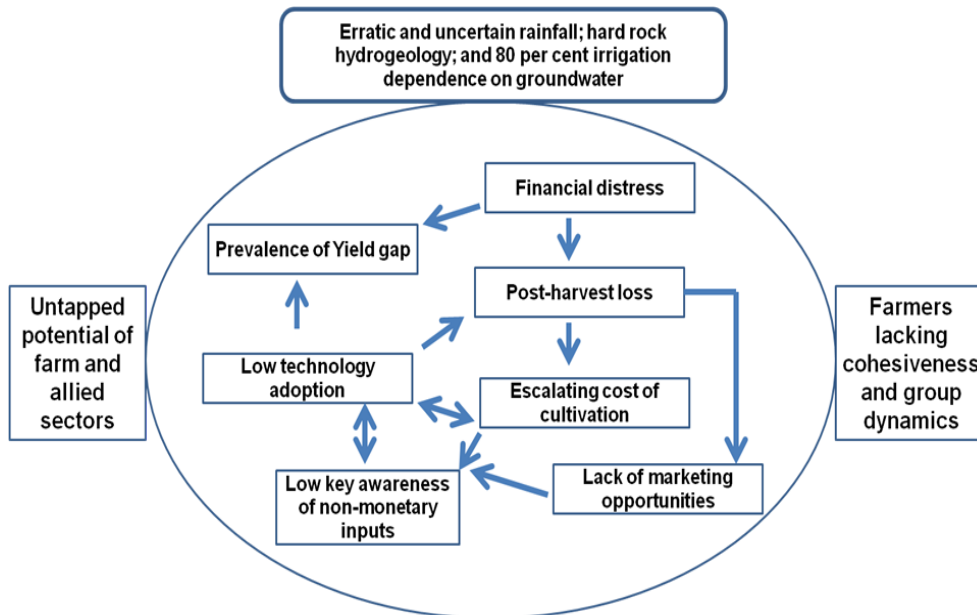 Erratic and uncertain rainfall; hard rock
hydrogeology; and 80 per cent irrigation
dependence on groundwater
Financial distress
Prevalence of Yield gap
Post-harvest loss
Untapped
potential of
farm and
allied
sectors
Farmers
lacking
cohesiveness
and group
dynamics
Low technology
adoption
Escalating cost of
cultivation
Low key awareness
of non-monetary
inputs
Lack of marketing
opportunities